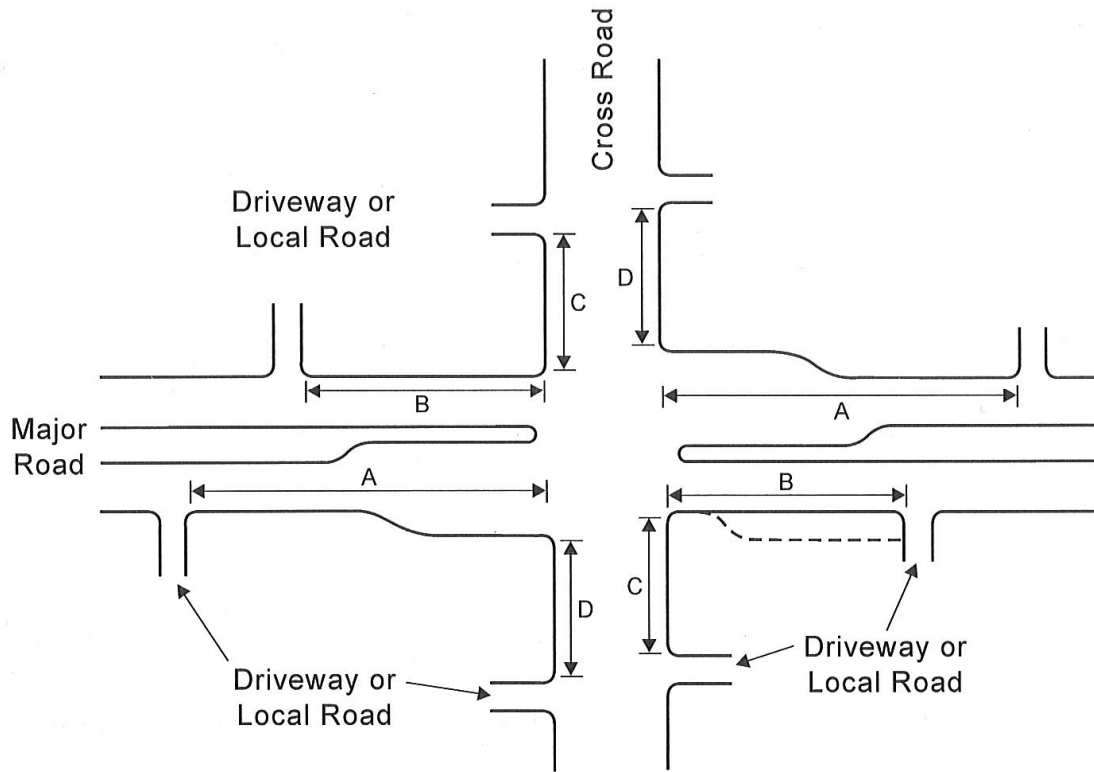 Cross Road
Driveway or
Local Road
D
C
B
A
Major
Road
A
B
D
C
Driveway or
Local Road
Driveway or
Local Road